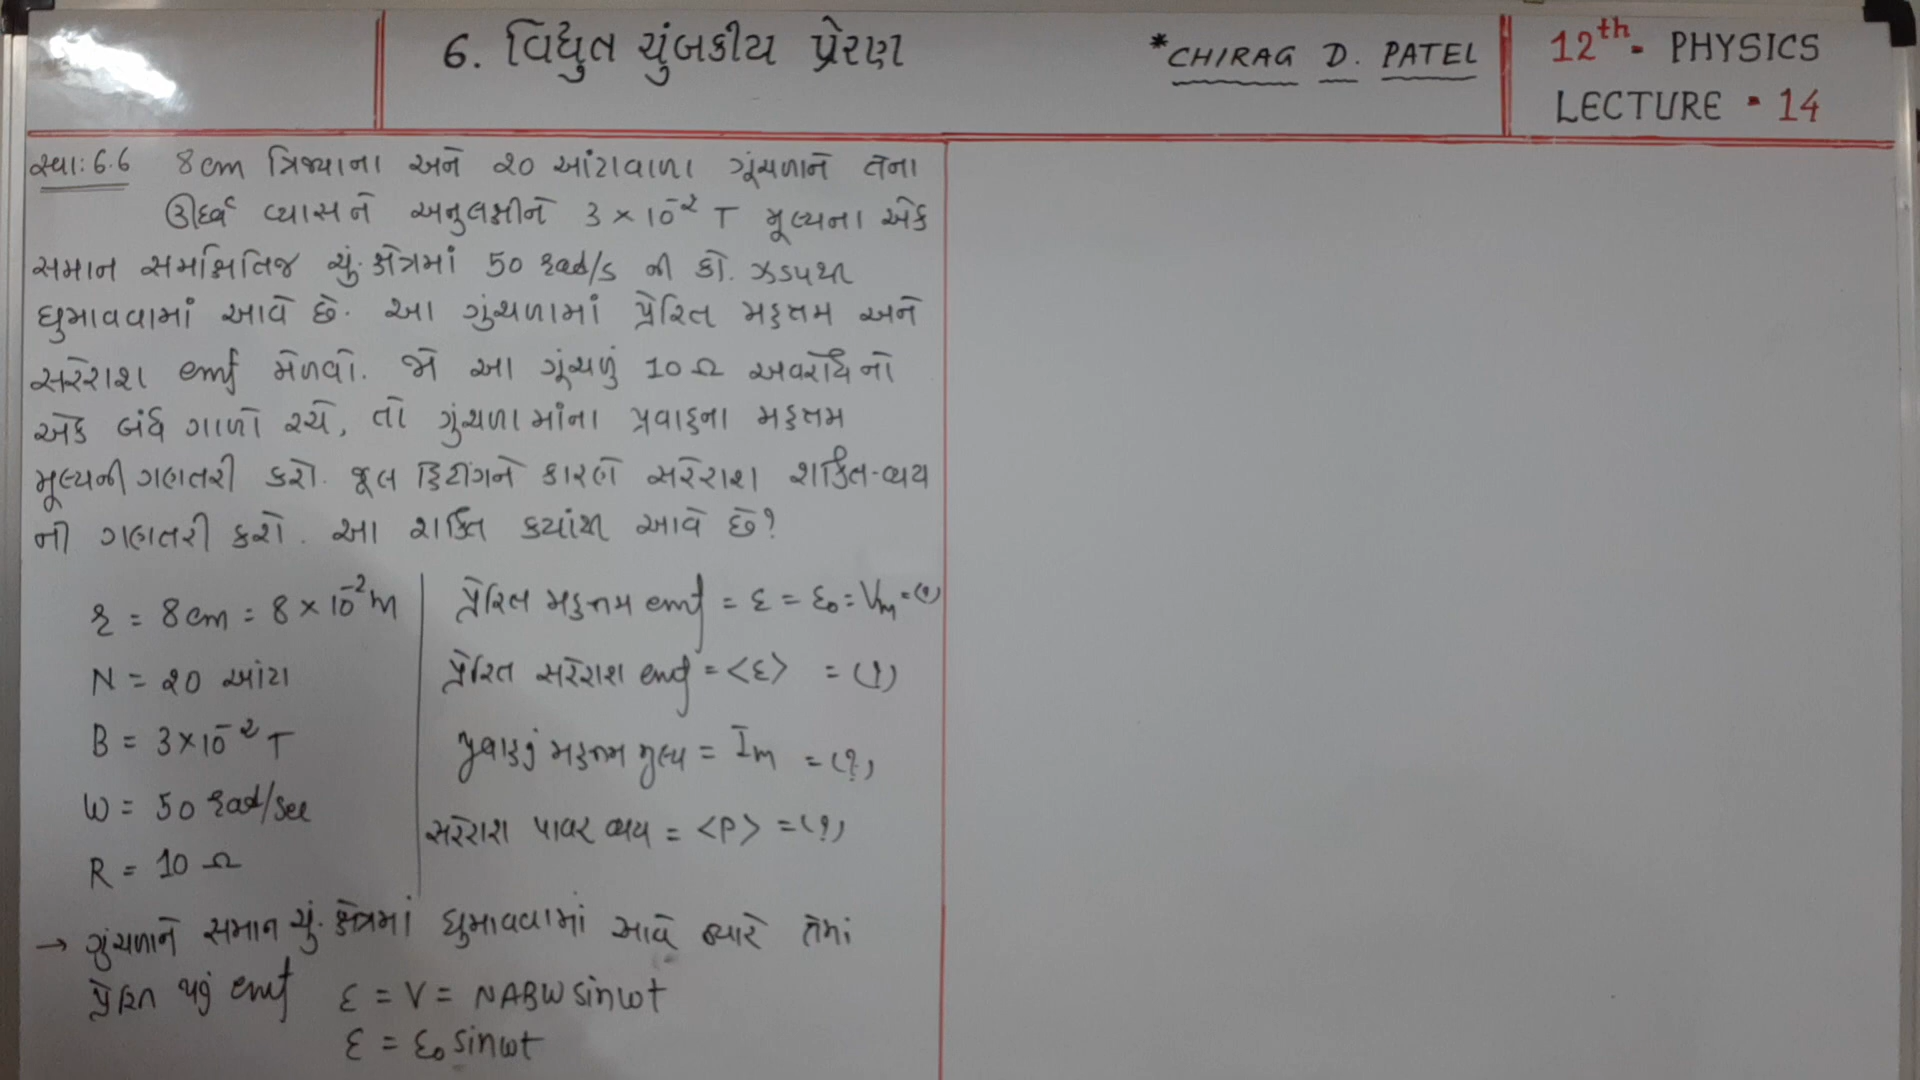 6. વિદ્યુત ચુંબકીય પ્રેરણ
*CHIRAG D. PATEL
12th- PHYSICS
LECTURE - 14
સ્વા: 6.6 8 cm ત્રિજ્યાના અને ૨૦ આંટાવાળા ગૂંચળાને તેના
ઊર્ધ્વ વ્યાસને અનુલક્ષીને 3 × 10⁻² T મૂલ્યના એક
સમાન સમક્ષિતિજ ચું. ક્ષેત્રમાં 50 rad/s ની કો. ઝડપથી
ઘુમાવવામાં આવે છે. આ ગુંચળામાં પ્રેરિત મહત્તમ અને
સરેરાશ emf મેળવો. જો આ ગૂંચળું 10 Ω અવરોધનો
એક બંધ ગાળો રચે, તો ગુંચળામાંના પ્રવાહના મહત્તમ
મૂલ્યની ગણતરી કરો. જૂલ હિટીંગને કારણે સરેરાશ શક્તિ-વ્યય
ની ગણતરી કરો. આ શક્તિ ક્યાંથી આવે છે?
r = 8 cm = 8 × 10⁻² m
N = ૨૦ આંટા
B = 3 × 10⁻² T
W = 50 rad/sec
R = 10 Ω
પ્રેરિત મહત્તમ emf = ε = ε₀ = Vm = (?)
પ્રેરિત સરેરાશ emf = <ε> = (?)
પ્રવાહનું મહત્તમ મુલ્ય = Im = (?)
સરેરાશ પાવર વ્યય = <P> = (?)
→ ગુંચળાને સમાન ચું. ક્ષેત્રમાં ઘુમાવવામાં આવે ત્યારે તેમાં
પ્રેરિત થતું emf ε = V = NABW sinωt
ε = ε₀ sinωt